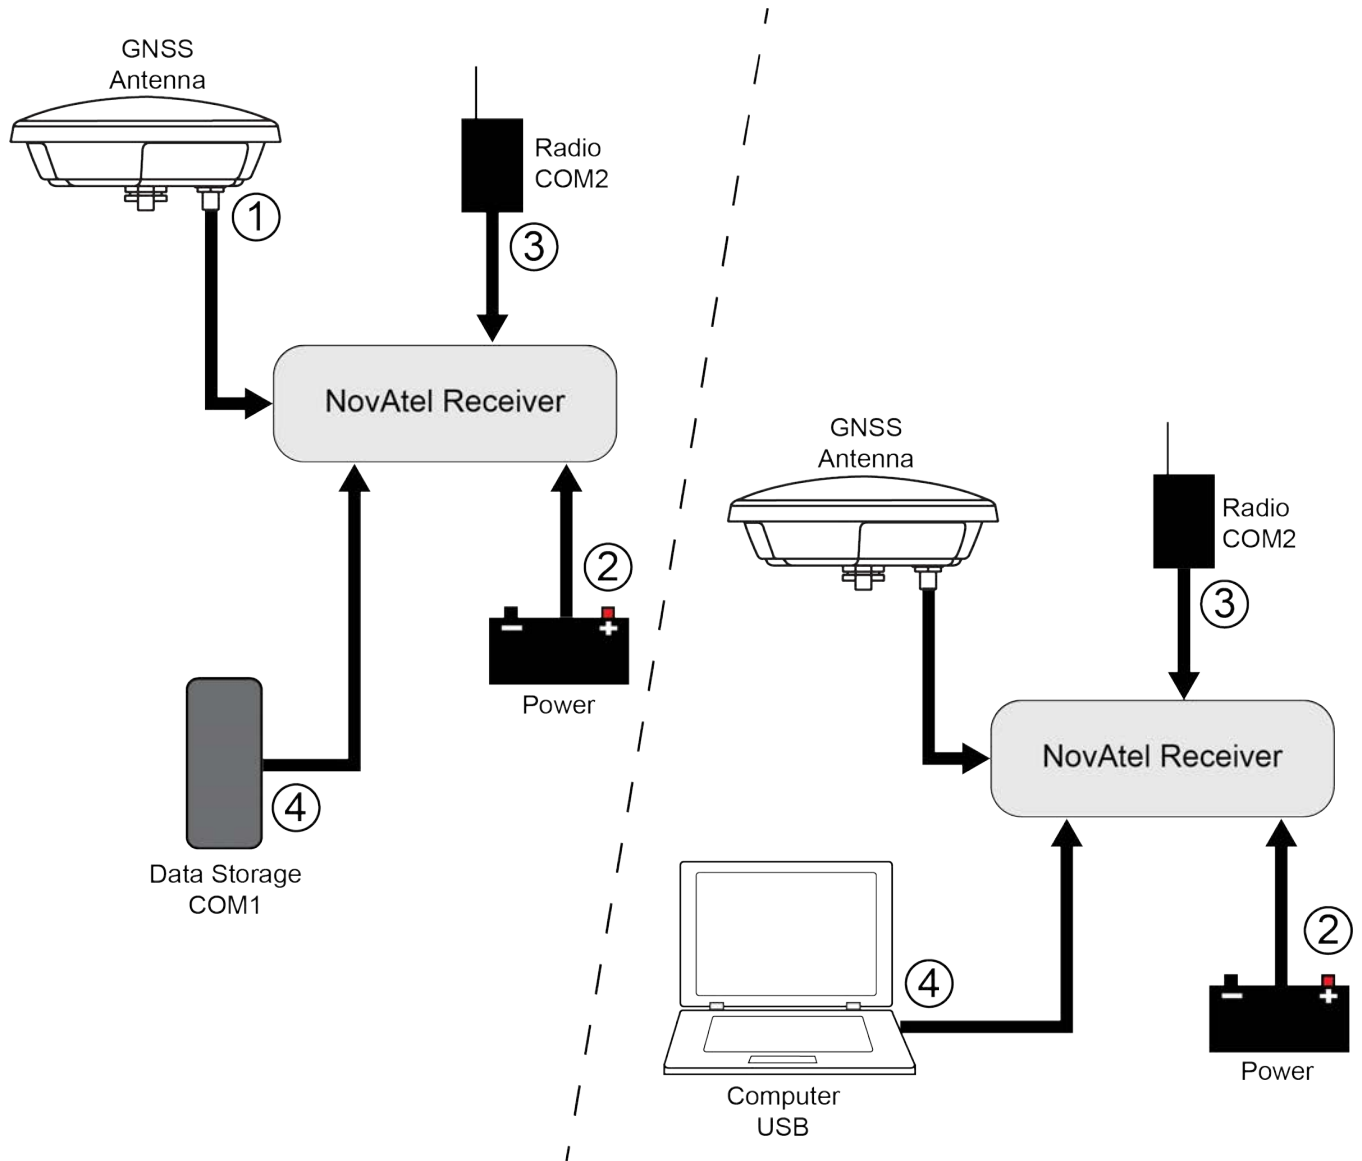 GNSS
Antenna
Radio
COM2
1
3
NovAtel Receiver
2
Power
4
Data Storage
COM1
GNSS
Antenna
Radio
COM2
3
NovAtel Receiver
2
4
Power
Computer
USB